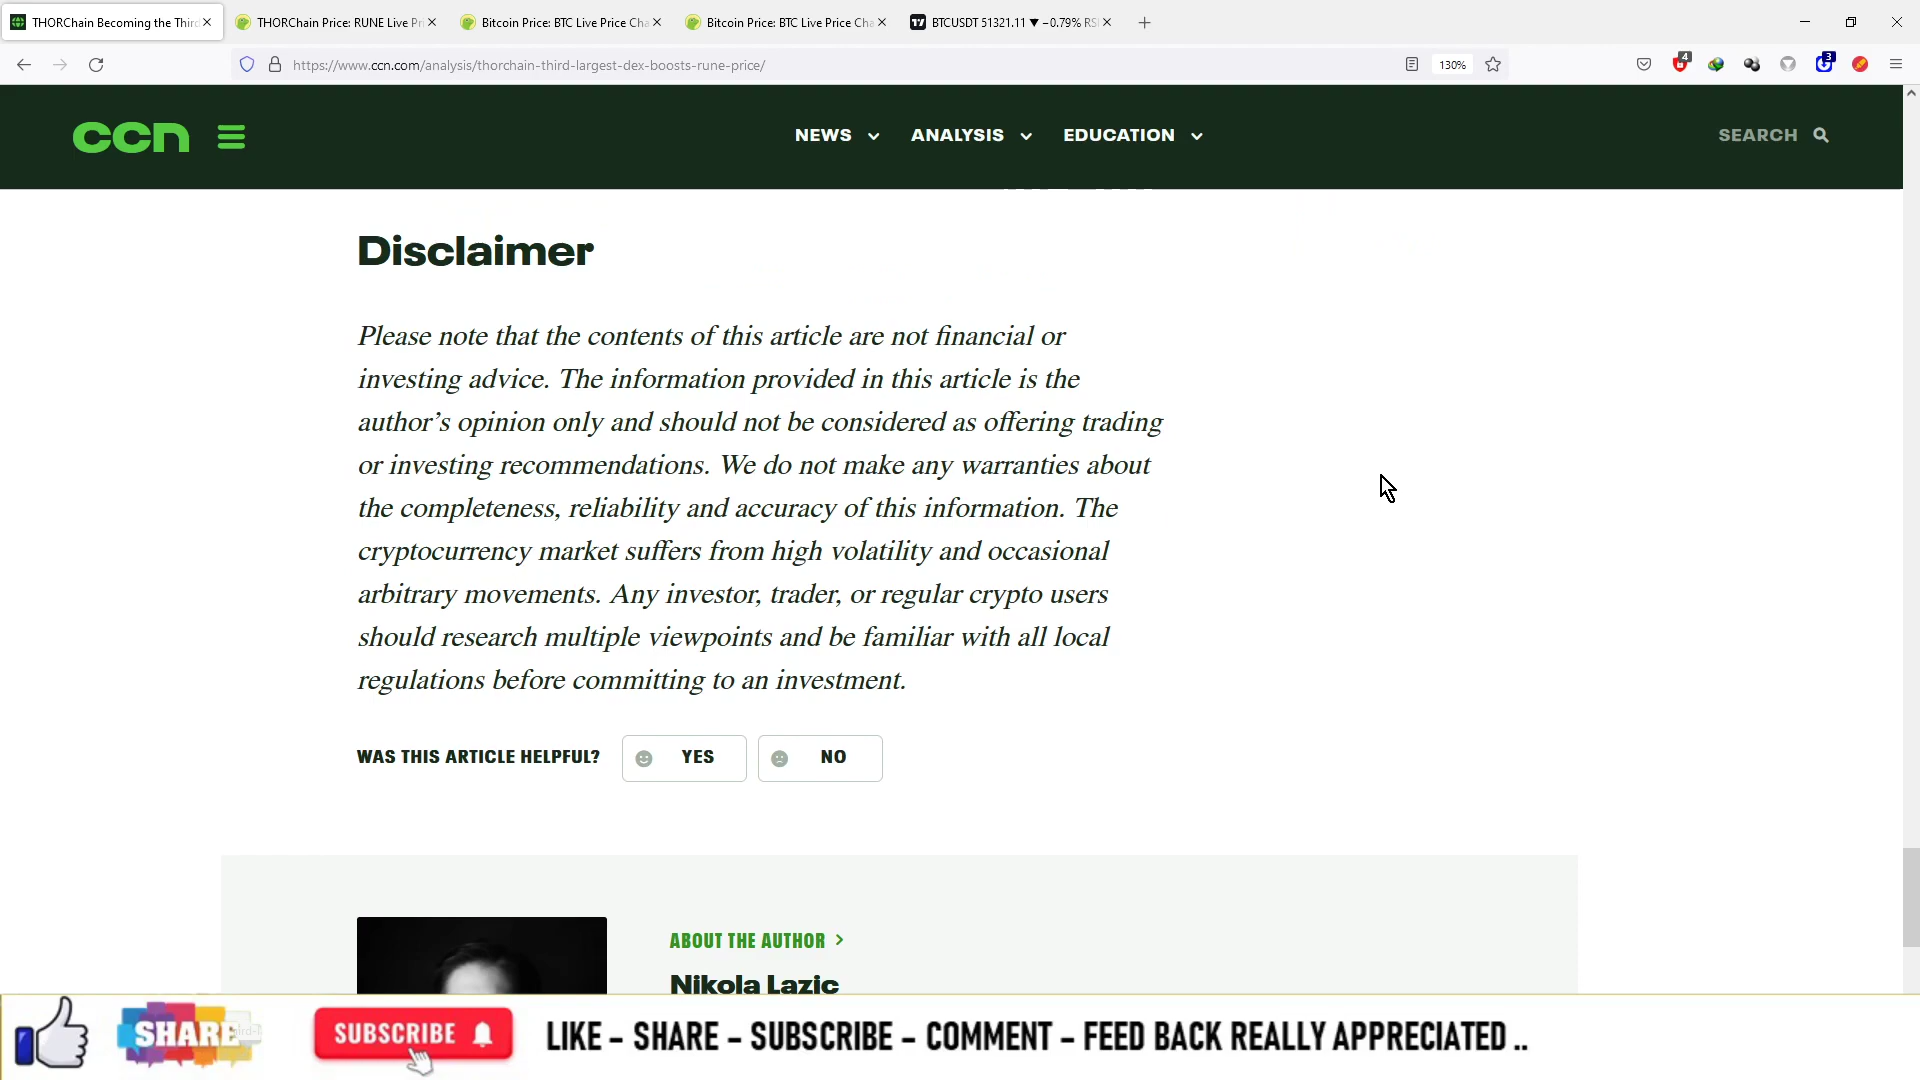 THORChain Becoming the Thir
THORChain Price: RUNE Live Pr
Bitcoin Price: BTC Live Price Cha
Bitcoin Price: BTC Live Price Cha
BTCUSDT 51321.11 ▼ −0.79% RS
https://www.ccn.com/analysis/thorchain-third-largest-dex-boosts-rune-price/
130%
4
3
ccn
NEWS
ANALYSIS
EDUCATION
SEARCH
Disclaimer
Please note that the contents of this article are not financial or
investing advice. The information provided in this article is the
author’s opinion only and should not be considered as offering trading
or investing recommendations. We do not make any warranties about
the completeness, reliability and accuracy of this information. The
cryptocurrency market suffers from high volatility and occasional
arbitrary movements. Any investor, trader, or regular crypto users
should research multiple viewpoints and be familiar with all local
regulations before committing to an investment.
WAS THIS ARTICLE HELPFUL?
YES
NO
ABOUT THE AUTHOR >
Nikola Lazic
SHARE
SUBSCRIBE
LIKE – SHARE – SUBSCRIBE – COMMENT – FEED BACK REALLY APPRECIATED ..